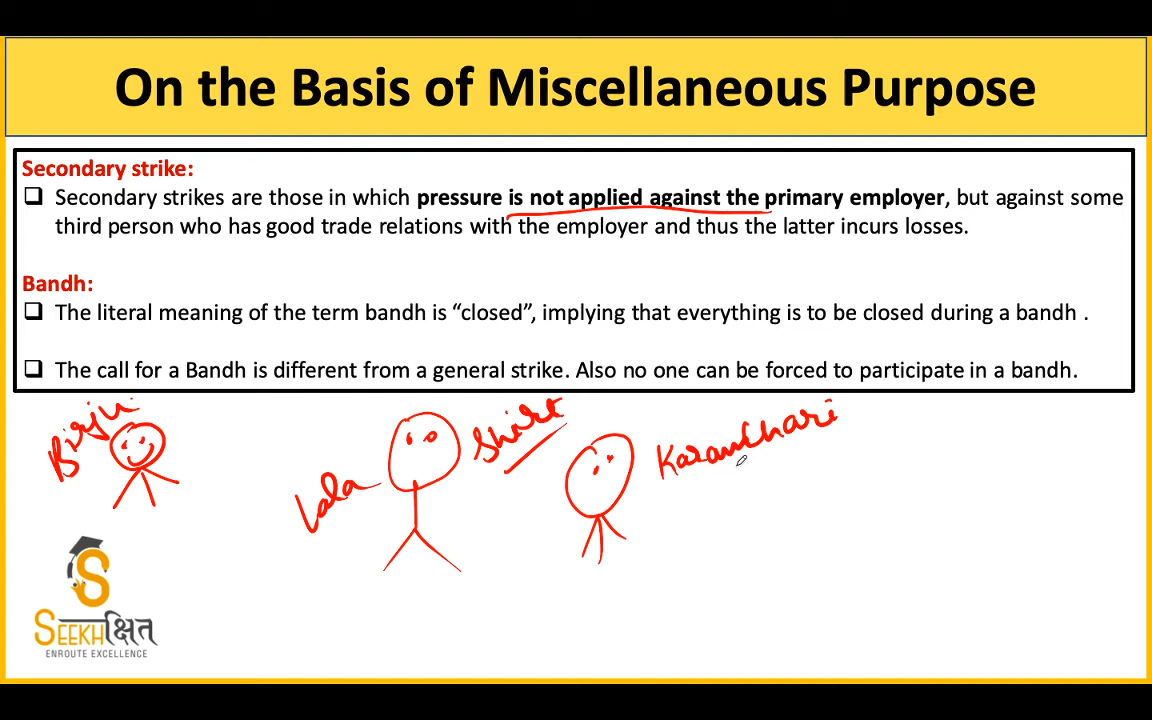 On the Basis of Miscellaneous Purpose
Secondary strike:
❑ Secondary strikes are those in which pressure is not applied against the primary employer, but against some
third person who has good trade relations with the employer and thus the latter incurs losses.
Bandh:
❑ The literal meaning of the term bandh is “closed”, implying that everything is to be closed during a bandh .
❑ The call for a Bandh is different from a general strike. Also no one can be forced to participate in a bandh.
Birju
Lala
Shirt
Karamchari
S
SEEKHक्षित
ENROUTE EXCELLENCE